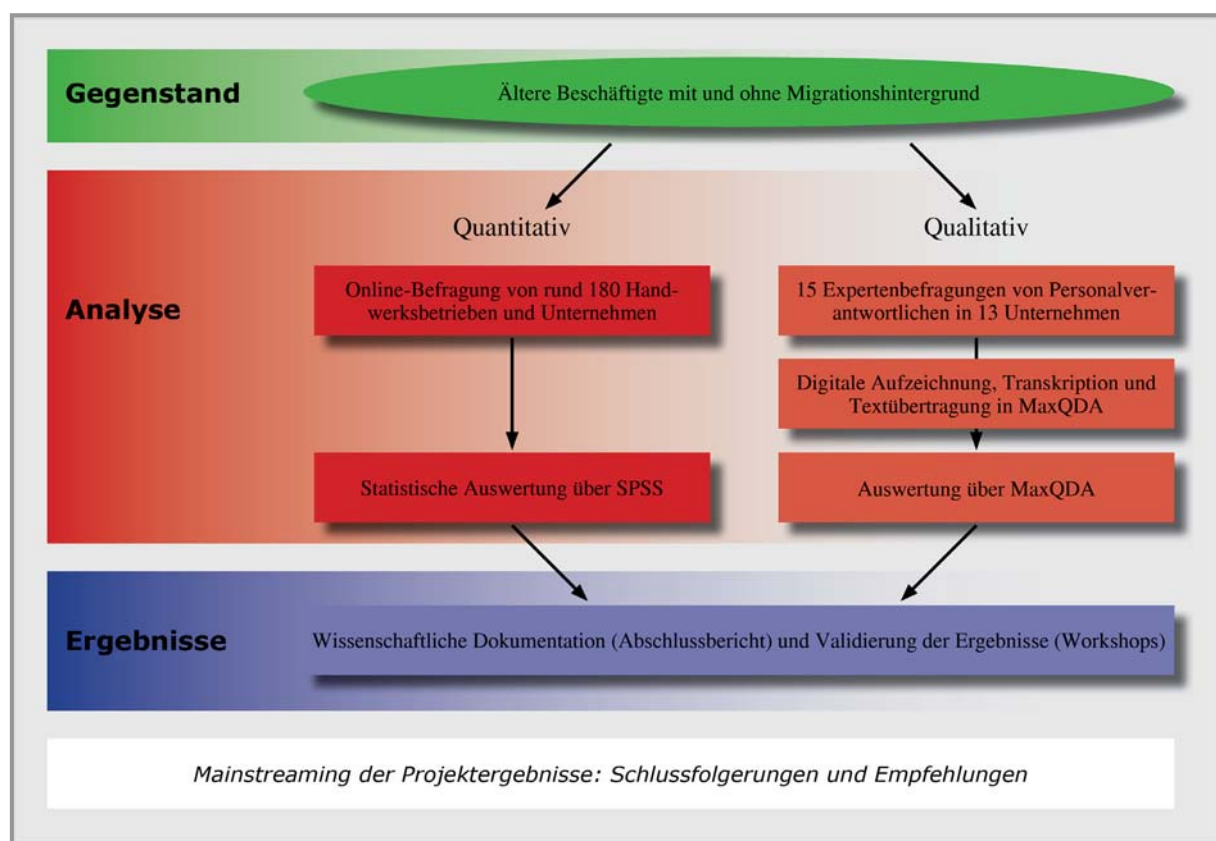 Gegenstand
Ältere Beschäftigte mit und ohne Migrationshintergrund
Analyse
Quantitativ
Online-Befragung von rund 180 Hand-
werksbetrieben und Unternehmen
Statistische Auswertung über SPSS
Qualitativ
15 Expertenbefragungen von Personalver-
antwortlichen in 13 Unternehmen
Digitale Aufzeichnung, Transkription und
Textübertragung in MaxQDA
Auswertung über MaxQDA
Ergebnisse
Wissenschaftliche Dokumentation (Abschlussbericht) und Validierung der Ergebnisse (Workshops)
Mainstreaming der Projektergebnisse: Schlussfolgerungen und Empfehlungen